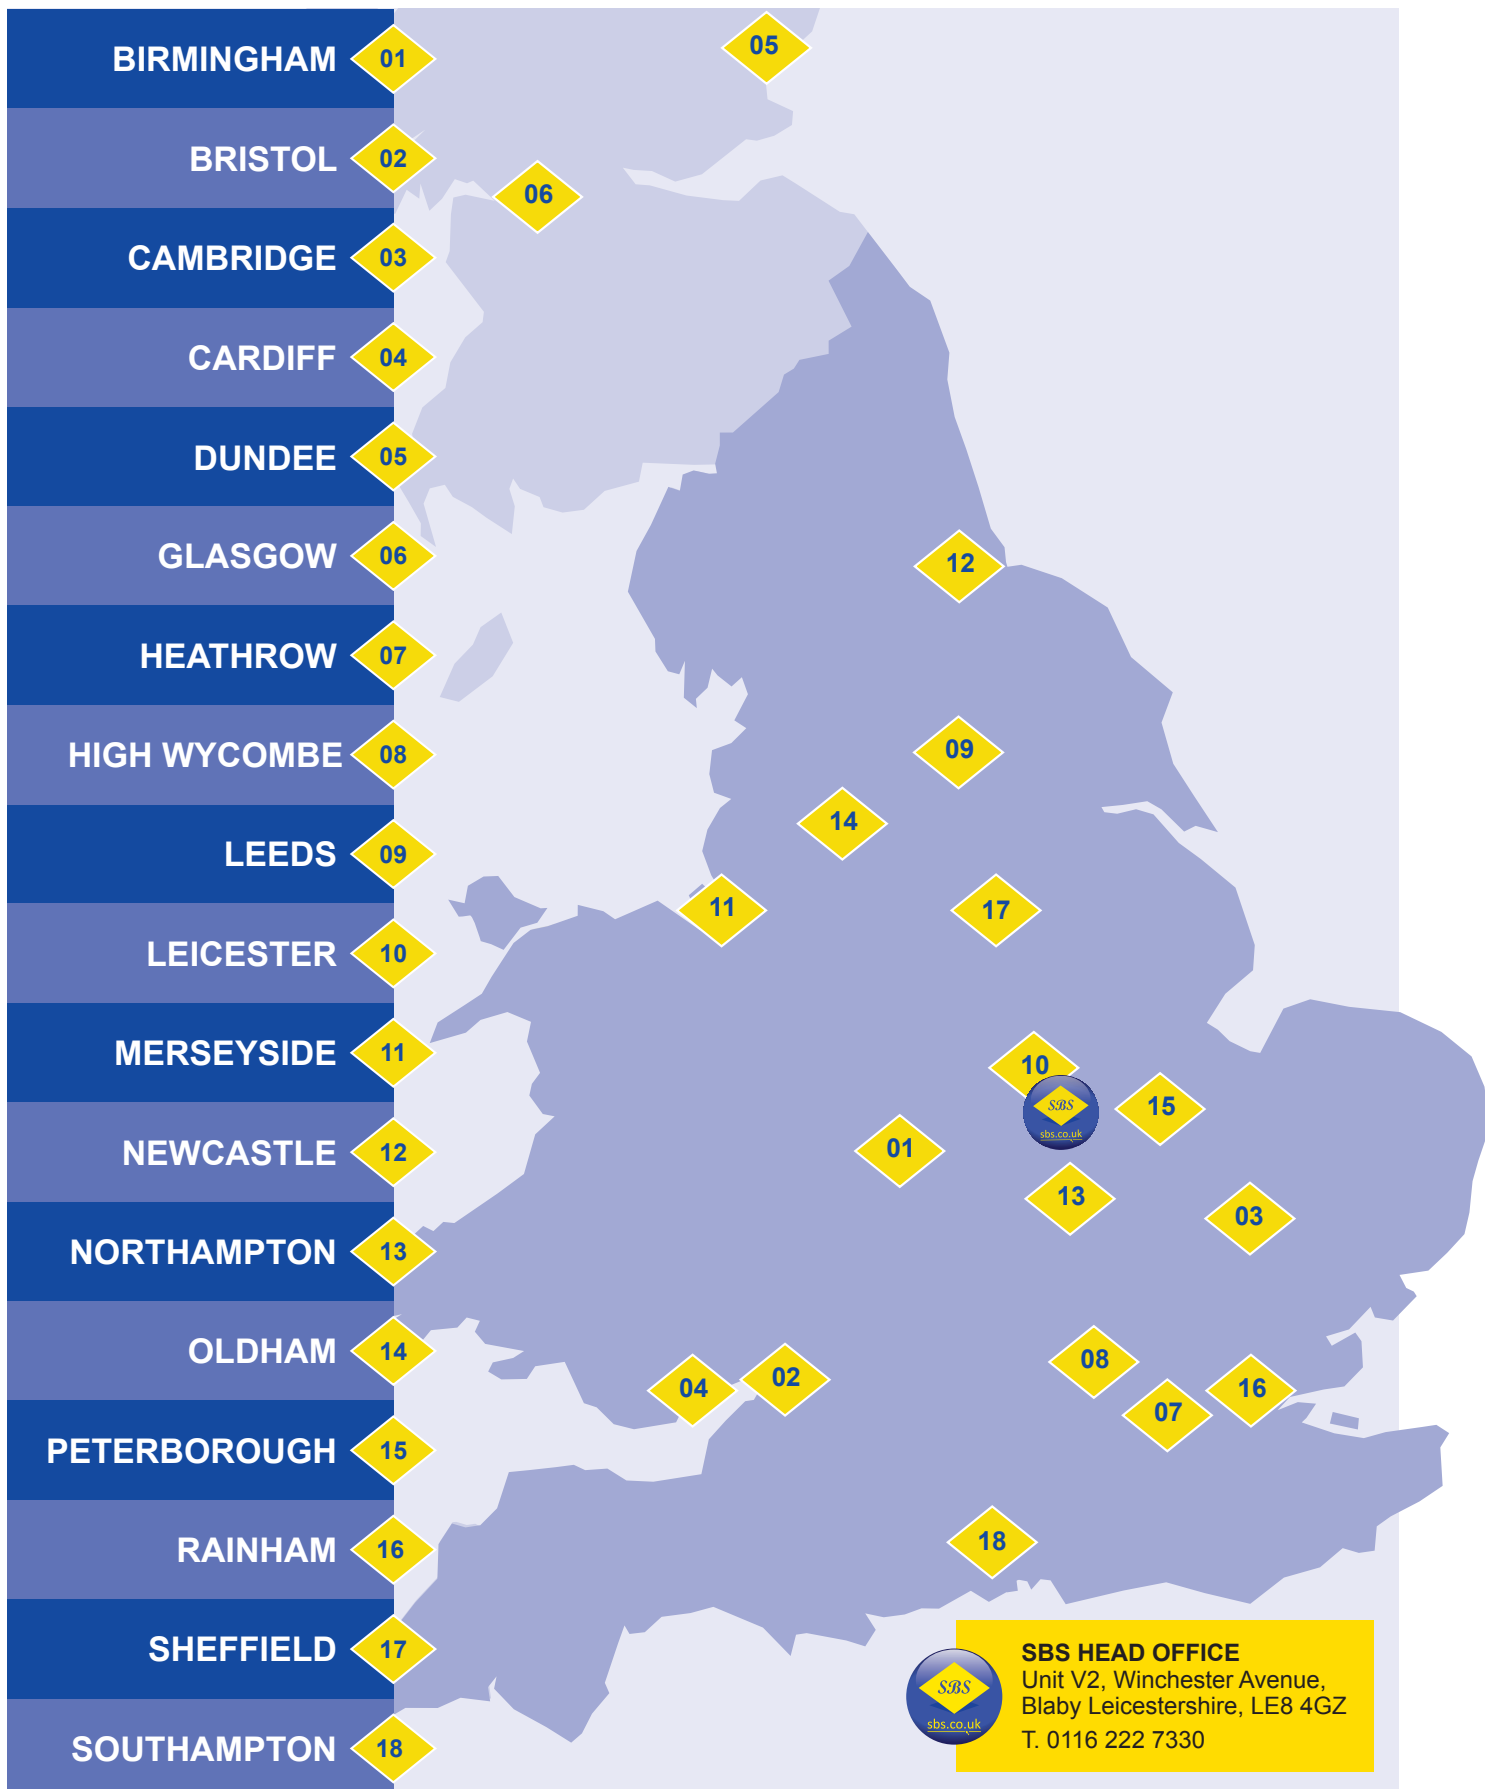 BIRMINGHAM 01
BRISTOL 02
CAMBRIDGE 03
CARDIFF 04
DUNDEE 05
GLASGOW 06
HEATHROW 07
HIGH WYCOMBE 08
LEEDS 09
LEICESTER 10
MERSEYSIDE 11
NEWCASTLE 12
NORTHAMPTON 13
OLDHAM 14
PETERBOROUGH 15
RAINHAM 16
SHEFFIELD 17
SOUTHAMPTON 18
05
06
12
09
14
11
17
10
SBS
sbs.co.uk
15
01
13
03
08
02
04
16
07
18
SBS
sbs.co.uk
SBS HEAD OFFICE
Unit V2, Winchester Avenue,
Blaby Leicestershire, LE8 4GZ
T. 0116 222 7330